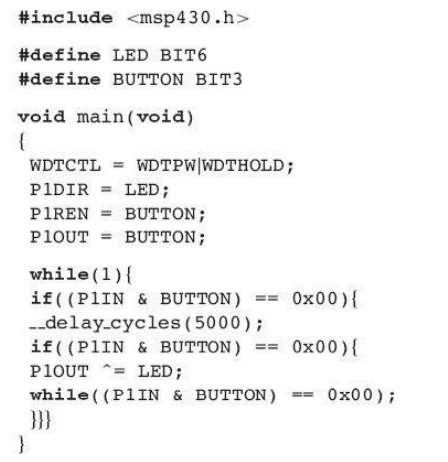 #include <msp430.h>
#define LED BIT6
#define BUTTON BIT3
void main(void)
{
WDTCTL = WDTPW|WDTHOLD;
P1DIR = LED;
P1REN = BUTTON;
P1OUT = BUTTON;
while(1){
if((P1IN & BUTTON) == 0x00){
__delay_cycles(5000);
if((P1IN & BUTTON) == 0x00){
P1OUT ^= LED;
while((P1IN & BUTTON) == 0x00);
}}}
}